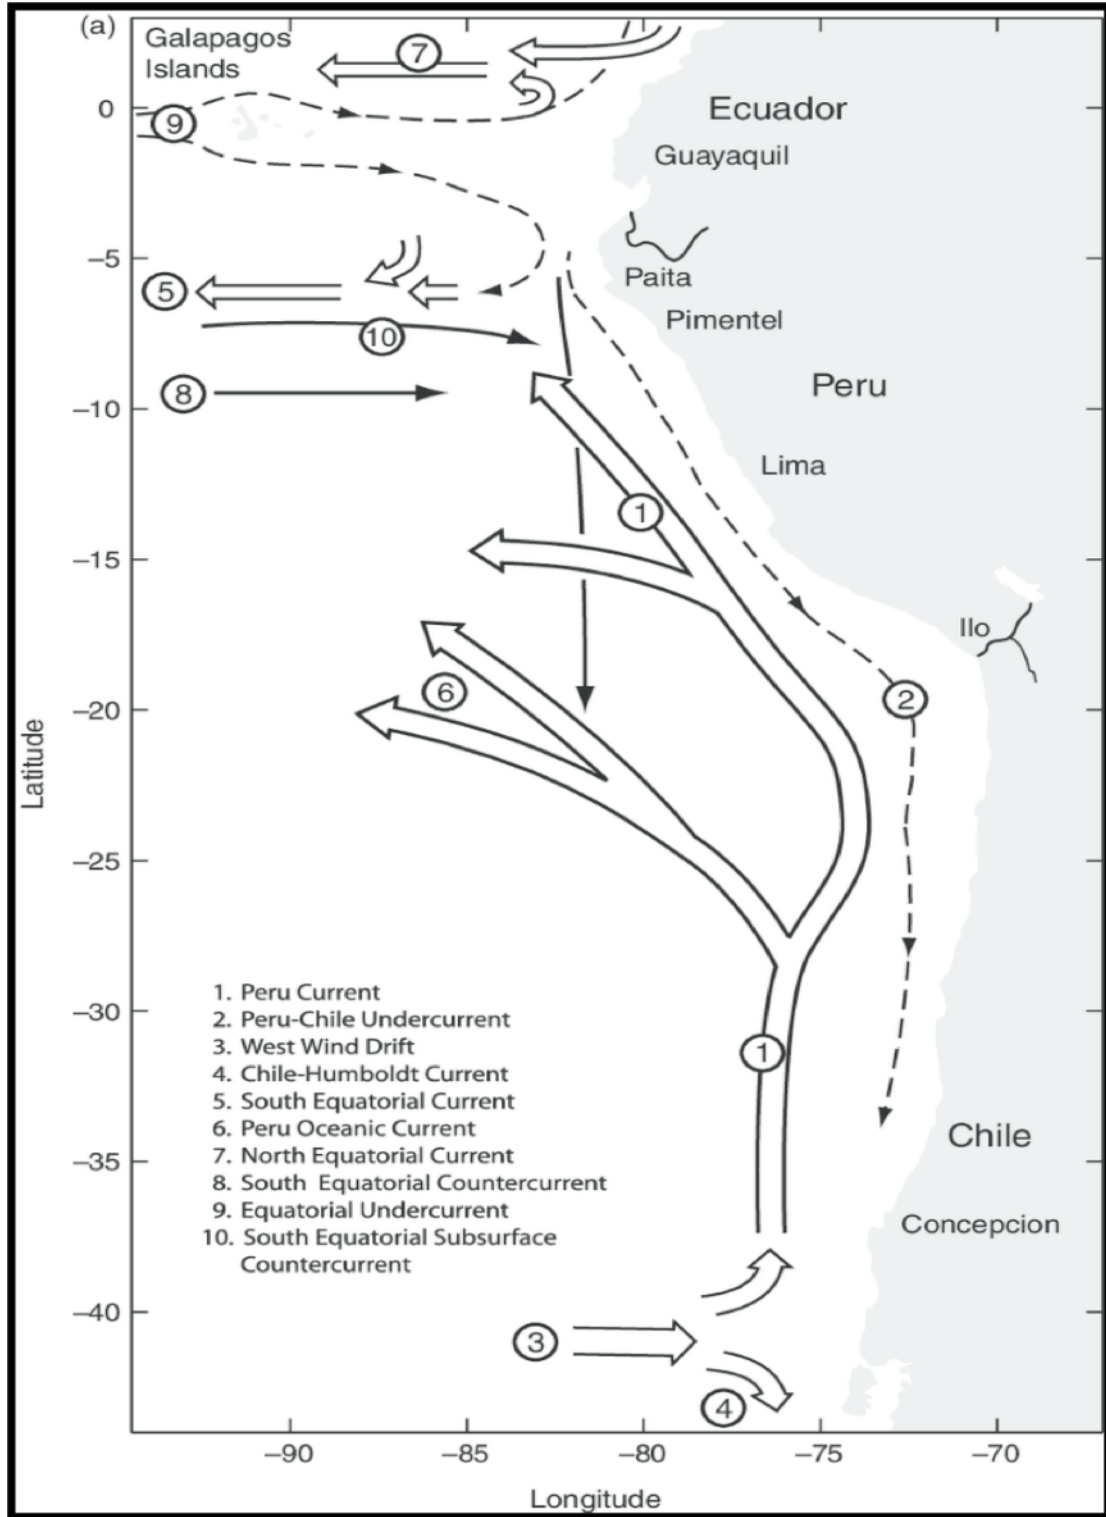 (a)
Galapagos
Islands
7
0
9
Ecuador
Guayaquil
−5
5
Paita
Pimentel
10
8
Peru
−10
Lima
1
−15
Ilo
6
2
−20
Latitude
−25
1. Peru Current
2. Peru-Chile Undercurrent
3. West Wind Drift
4. Chile-Humboldt Current
5. South Equatorial Current
6. Peru Oceanic Current
7. North Equatorial Current
8. South Equatorial Countercurrent
9. Equatorial Undercurrent
10. South Equatorial Subsurface
Countercurrent
−30
1
−35
Chile
Concepcion
−40
3
4
−90 −85 −80 −75 −70
Longitude